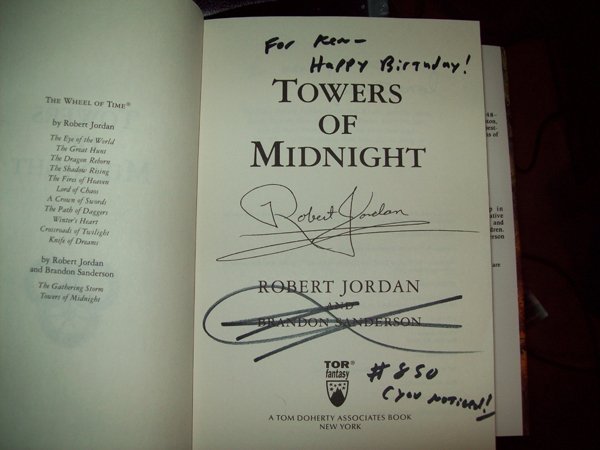 THE WHEEL OF TIME®
by Robert Jordan
The Eye of the World
The Great Hunt
The Dragon Reborn
The Shadow Rising
The Fires of Heaven
Lord of Chaos
A Crown of Swords
The Path of Daggers
Winter's Heart
Crossroads of Twilight
Knife of Dreams
by Robert Jordan
and Brandon Sanderson
The Gathering Storm
Towers of Midnight
For Ken-
Happy Birthday!
TOWERS
OF
MIDNIGHT
Robert Jordan
ROBERT JORDAN
AND
BRANDON SANDERSON
TOR®
fantasy
#850
(you noticed!
A TOM DOHERTY ASSOCIATES BOOK
NEW YORK